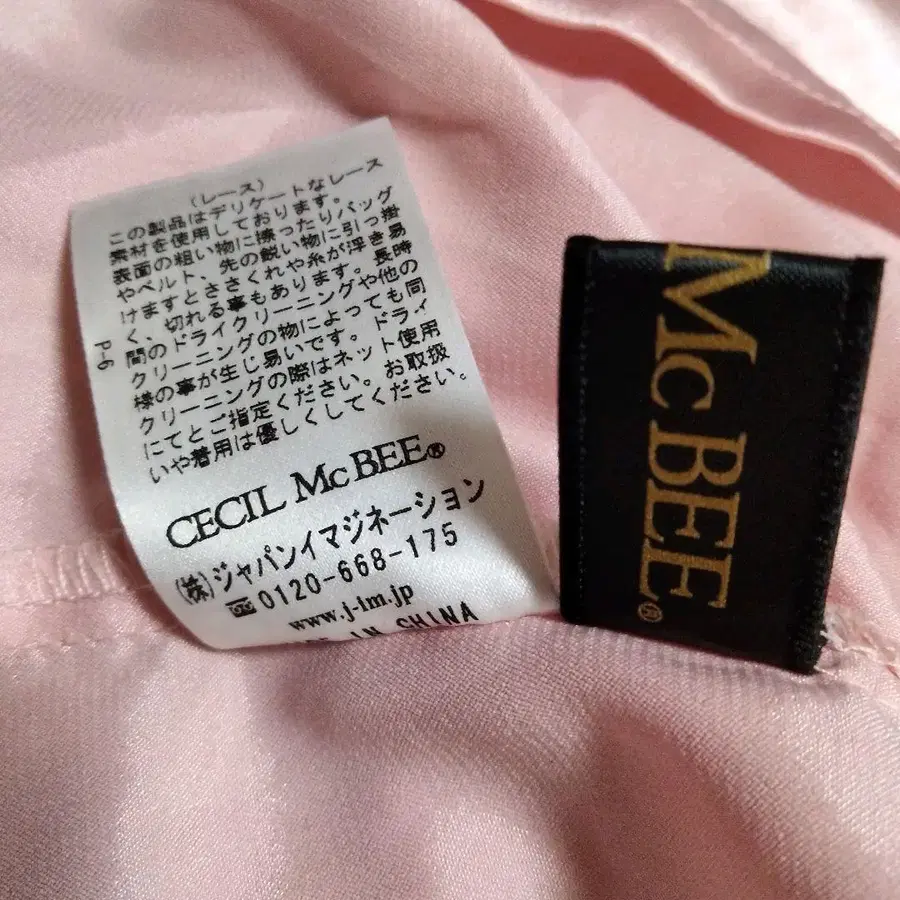 (レース)
この製品はデリケートなレース
素材を使用しております。
表面の粗い物に擦ったりバッグ
やベルト、先の鋭い物に引っ掛
けますとささくれや糸が浮き易
く、切れる事もあります。長時
間のドライクリーニングや他の
クリーニングの物によっても同
様の事が生じ易いです。ドライ
クリーニングの際はネット使用
にてとご指定ください。お取扱
いや着用は優しくしてください。
P-6
CECIL McBEE®
(株)ジャパンイマジネーション
0120-668-175
www.j-im.jp
IN CHINA
McBEE®